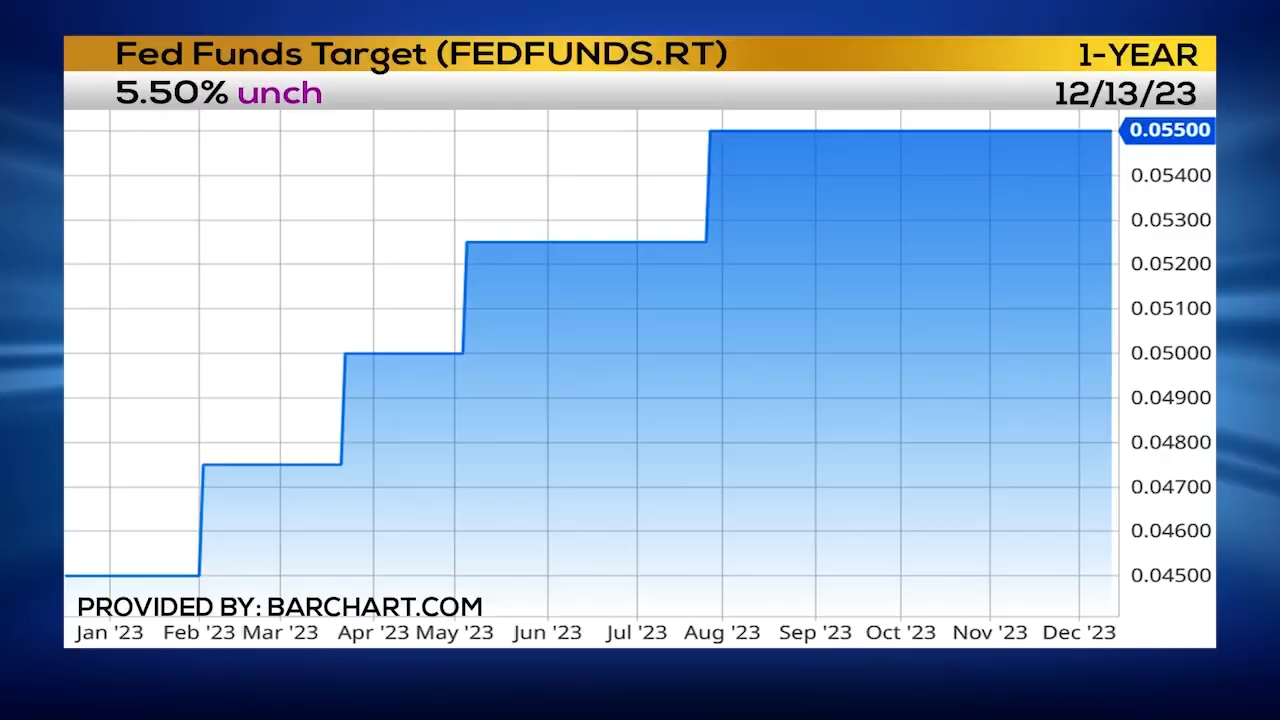 Fed Funds Target (FEDFUNDS.RT) 1-YEAR
5.50% unch 12/13/23
0.05500
0.05400
0.05300
0.05200
0.05100
0.05000
0.04900
0.04800
0.04700
0.04600
0.04500
PROVIDED BY: BARCHART.COM
Jan '23 Feb '23 Mar '23 Apr '23 May '23 Jun '23 Jul '23 Aug '23 Sep '23 Oct '23 Nov '23 Dec '23